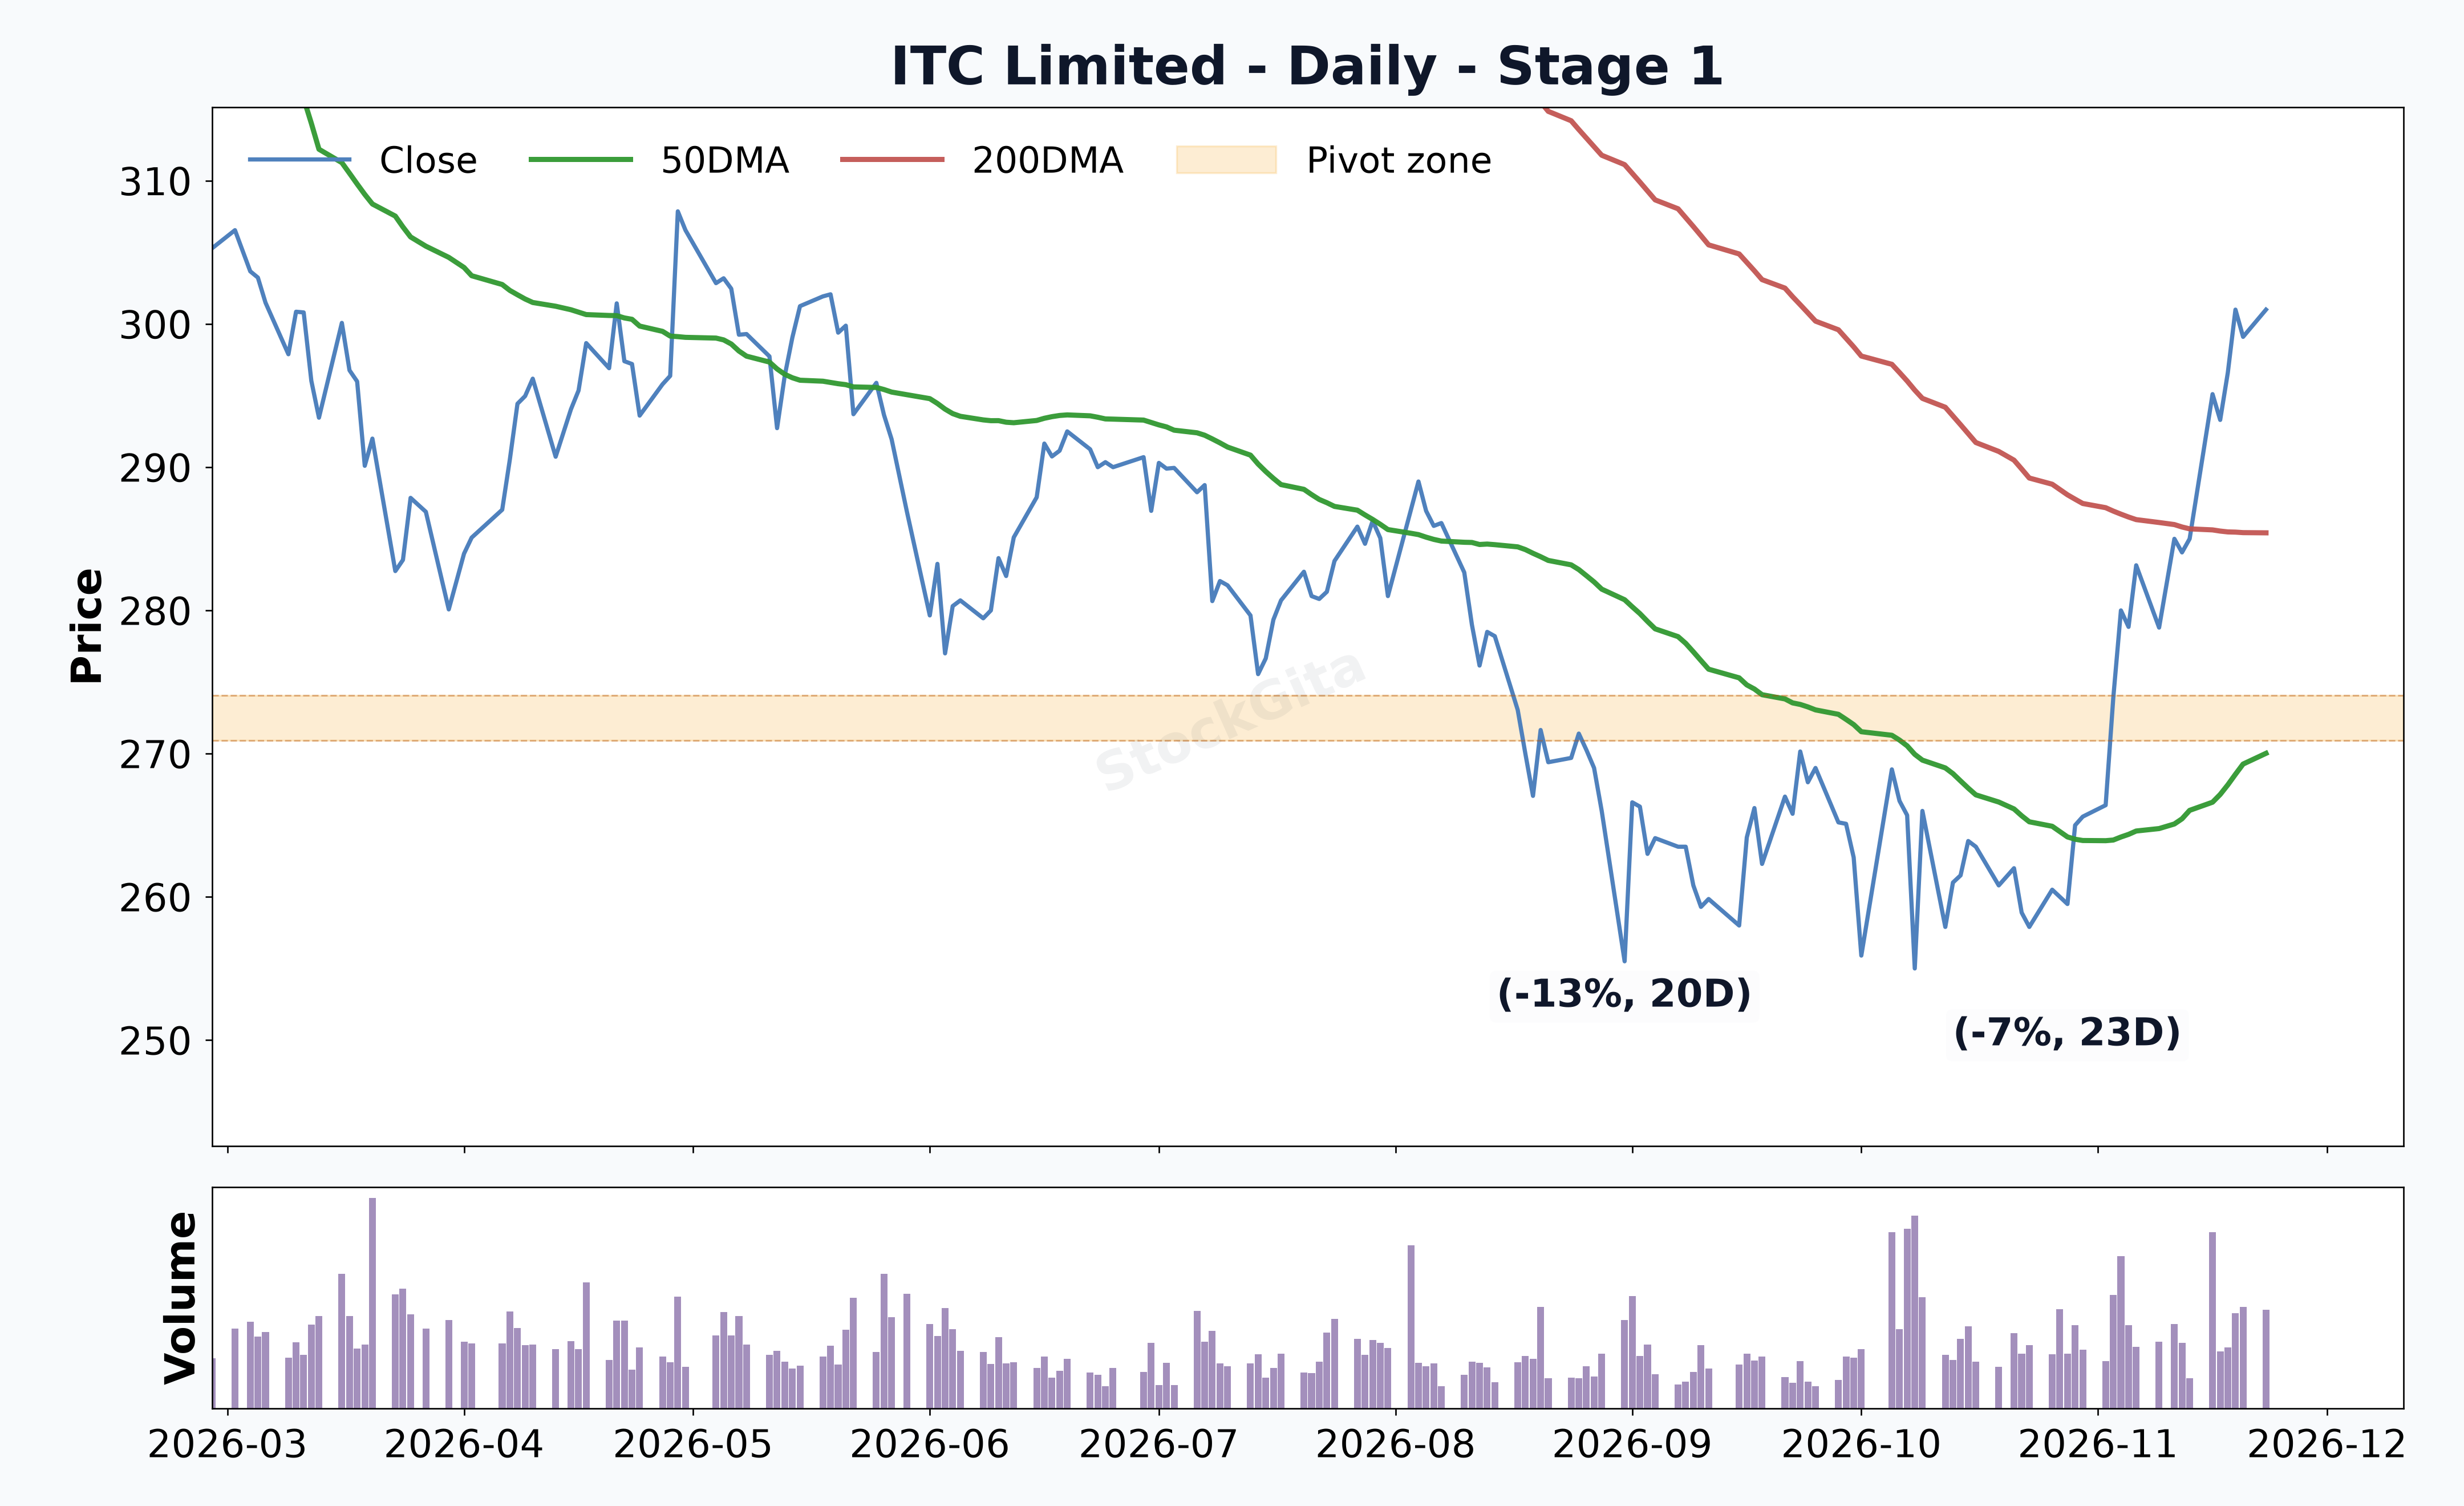 ITC Limited - Daily - Stage 1
Close 50DMA 200DMA Pivot zone
Price
310
300
290
280
270
260
250
StockGita
(-13%, 20D)
(-7%, 23D)
Volume
2026-03 2026-04 2026-05 2026-06 2026-07 2026-08 2026-09 2026-10 2026-11 2026-12